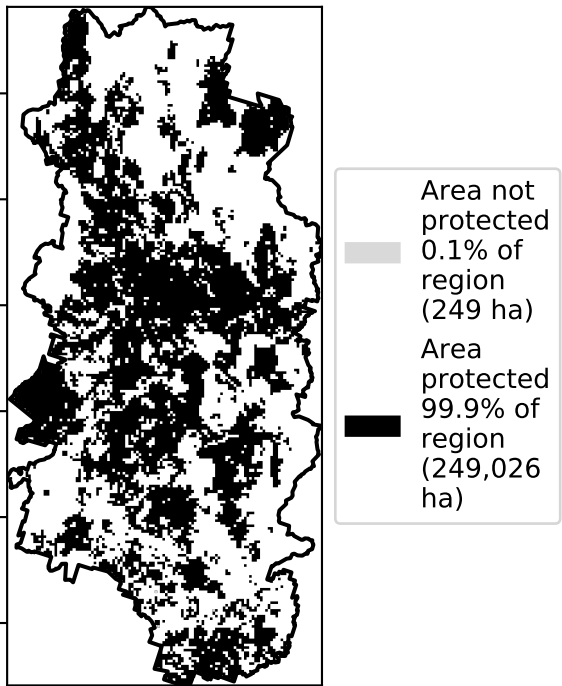 Area not
protected
0.1% of
region
(249 ha)
Area
protected
99.9% of
region
(249,026
ha)